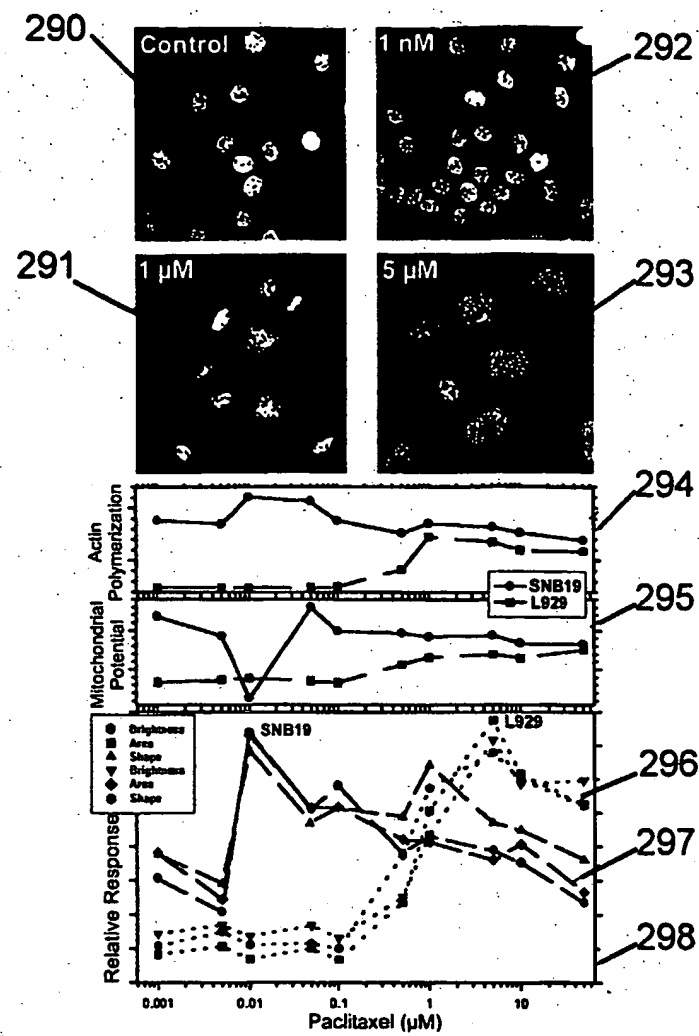 290
Control
1 nM
292
291
1 µM
5 µM
293
Actin
Polymerization
294
SNB19
L929
Mitochondrial
Potential
295
Brightness
Area
Shape
Brightness
Area
Shape
SNB19
L929
296
Relative Response
297
298
0.001
0.01
0.1
1
10
Paclitaxel (µM)